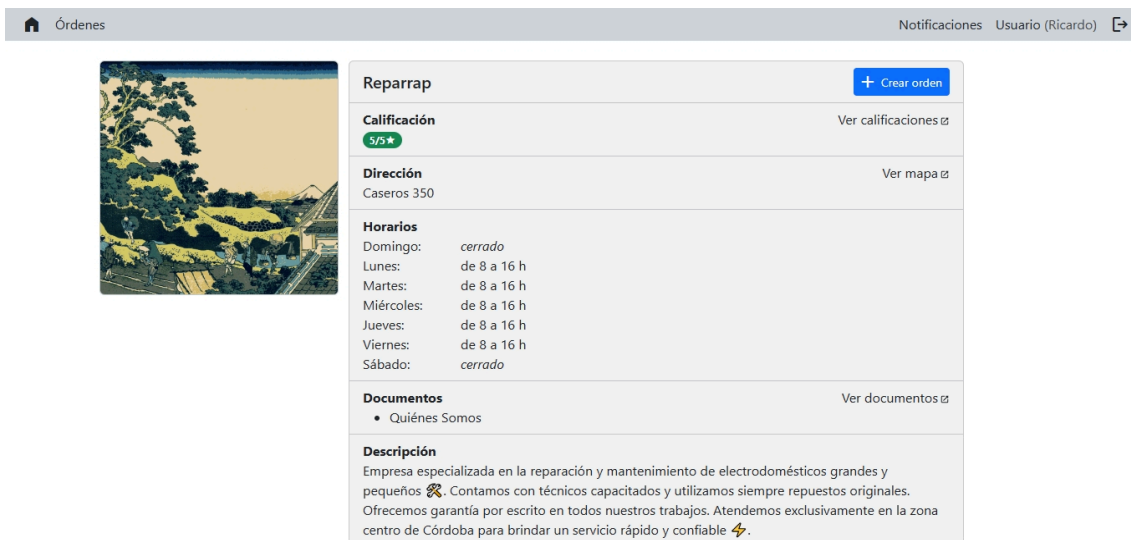 Órdenes Notificaciones Usuario (Ricardo)
Reparrap + Crear orden
Calificación Ver calificaciones
5/5★
Dirección Ver mapa
Caseros 350
Horarios
Domingo: cerrado
Lunes: de 8 a 16 h
Martes: de 8 a 16 h
Miércoles: de 8 a 16 h
Jueves: de 8 a 16 h
Viernes: de 8 a 16 h
Sábado: cerrado
Documentos Ver documentos
• Quiénes Somos
Descripción
Empresa especializada en la reparación y mantenimiento de electrodomésticos grandes y
pequeños 🛠. Contamos con técnicos capacitados y utilizamos siempre repuestos originales.
Ofrecemos garantía por escrito en todos nuestros trabajos. Atendemos exclusivamente en la zona
centro de Córdoba para brindar un servicio rápido y confiable ⚡.